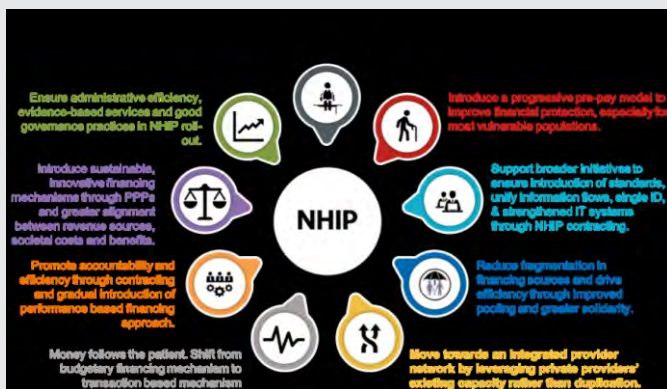 Ensure administrative efficiency,
evidence-based services and good
governance practices in NHIP roll-
out.
Introduce a progressive pre-pay model to
improve financial protection, especially for
most vulnerable populations.
Introduce sustainable,
innovative financing
mechanisms through PPPs
and greater alignment
between revenue sources,
societal costs and benefits.
NHIP
Support broader initiatives to
ensure introduction of standards,
unify information flows, single ID,
& strengthened IT systems
through NHIP contracting.
Promote accountability and
efficiency through contracting
and gradual introduction of
performance based financing
approach.
Reduce fragmentation in
financing sources and drive
efficiency through improved
pooling and greater solidarity.
Money follows the patient. Shift from
budgetary financing mechanism to
transaction based mechanism
Move towards an integrated provider
network by leveraging private providers'
existing capacity rather than duplication.